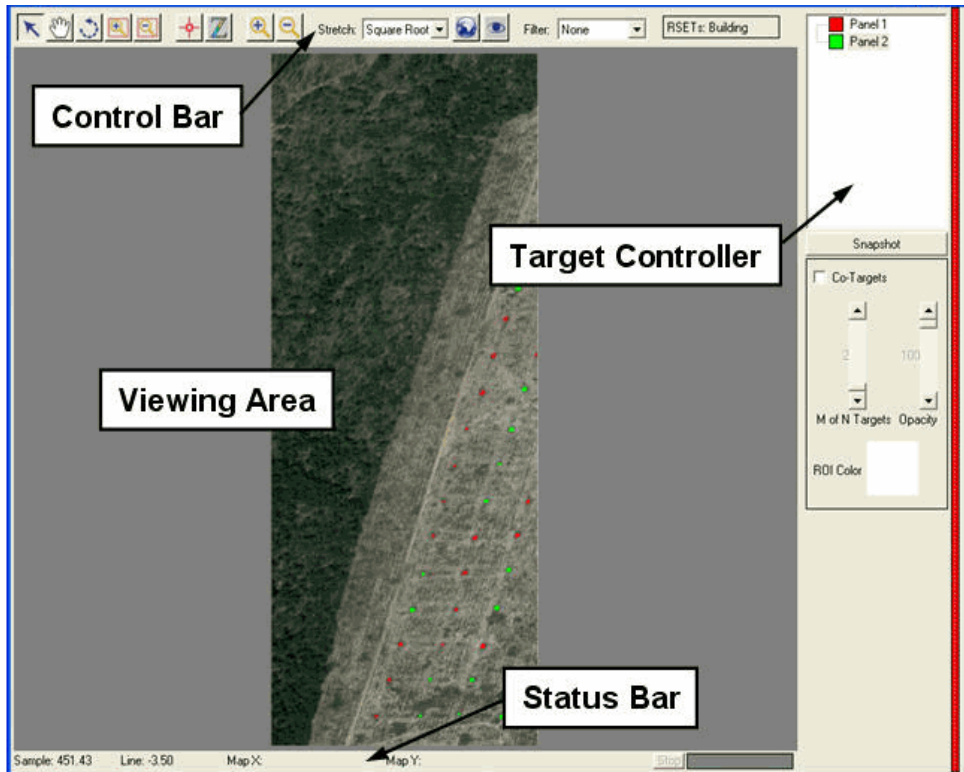 Stretch: Square Root Filter: None RSETs: Building
Panel 1
Panel 2
Control Bar
Target Controller
Snapshot
Co-Targets
2 100
M of N Targets Opacity
Viewing Area
ROI Color
Status Bar
Sample: 451.43 Line: -3.50 Map X: Map Y: Stop